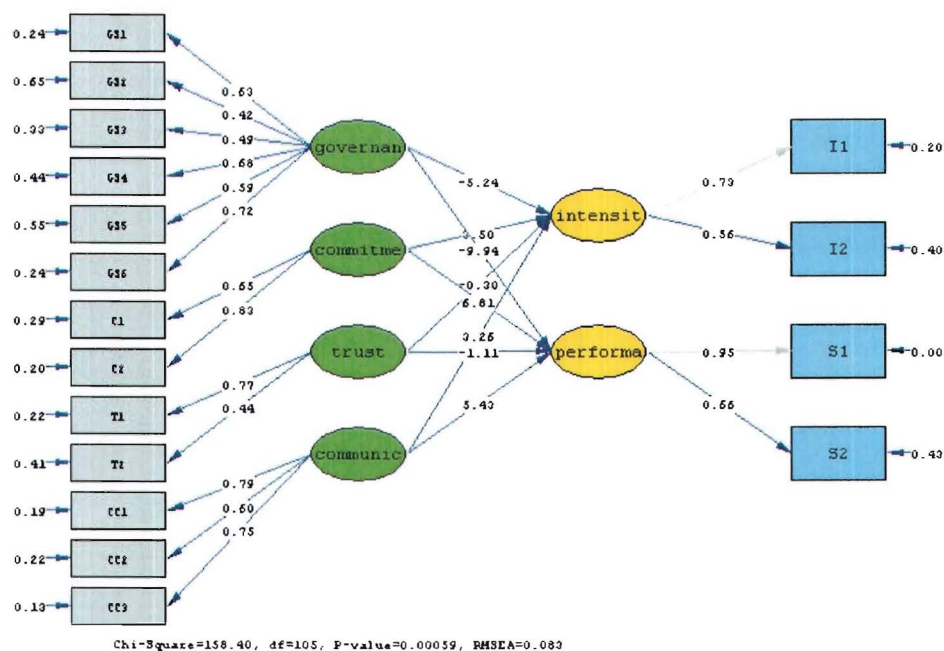 0.24 GS1
0.65 GS2
0.33 GS3
0.44 GS4
0.55 GS5
0.24 GS6
0.29 C1
0.20 C2
0.22 T1
0.41 T2
0.19 CC1
0.22 CC2
0.13 CC3
0.63
0.42
0.49
0.68
0.59
0.72
0.65
0.83
0.77
0.44
0.79
0.60
0.75
governan
commitme
trust
communic
-5.24
3.50
-9.94
-0.30
6.81
3.26
-1.11
5.43
intensit
performa
0.73
0.56
0.95
0.66
I1 0.20
I2 0.40
S1 0.00
S2 0.43
Chi-Square=158.40, df=105, P-value=0.00059, RMSEA=0.083